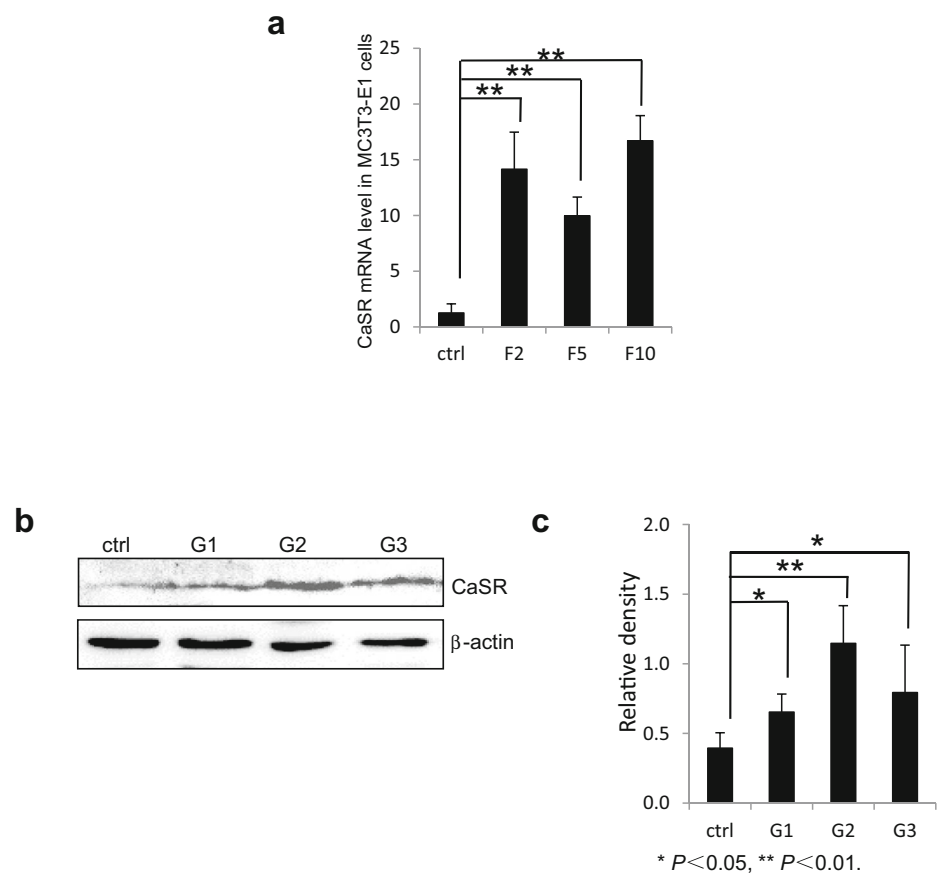 a
CaSR mRNA level in MC3T3-E1 cells
25
20
15
10
5
0
**
**
**
ctrl F2 F5 F10
b
ctrl G1 G2 G3
CaSR
β-actin
c
Relative density
2.0
1.5
1.0
0.5
0.0
*
**
*
ctrl G1 G2 G3
* P<0.05, ** P<0.01.